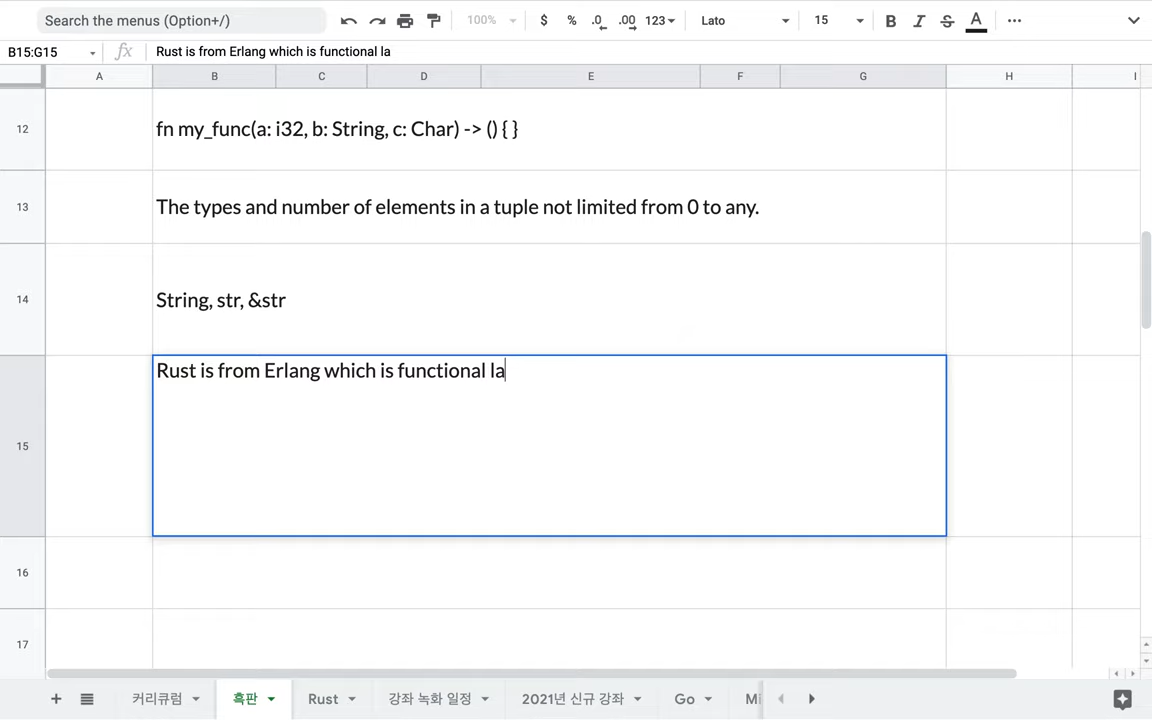 Search the menus (Option+/) 100% $ % .0 .00 123 Lato 15 B I S A
B15:G15 fx Rust is from Erlang which is functional la
A B C D E F G H I
12 fn my_func(a: i32, b: String, c: Char) -> () { }
13 The types and number of elements in a tuple not limited from 0 to any.
14 String, str, &str
15 Rust is from Erlang which is functional la
16
17
커리큘럼 흑판 Rust 강좌 녹화 일정 2021년 신규 강좌 Go Mi